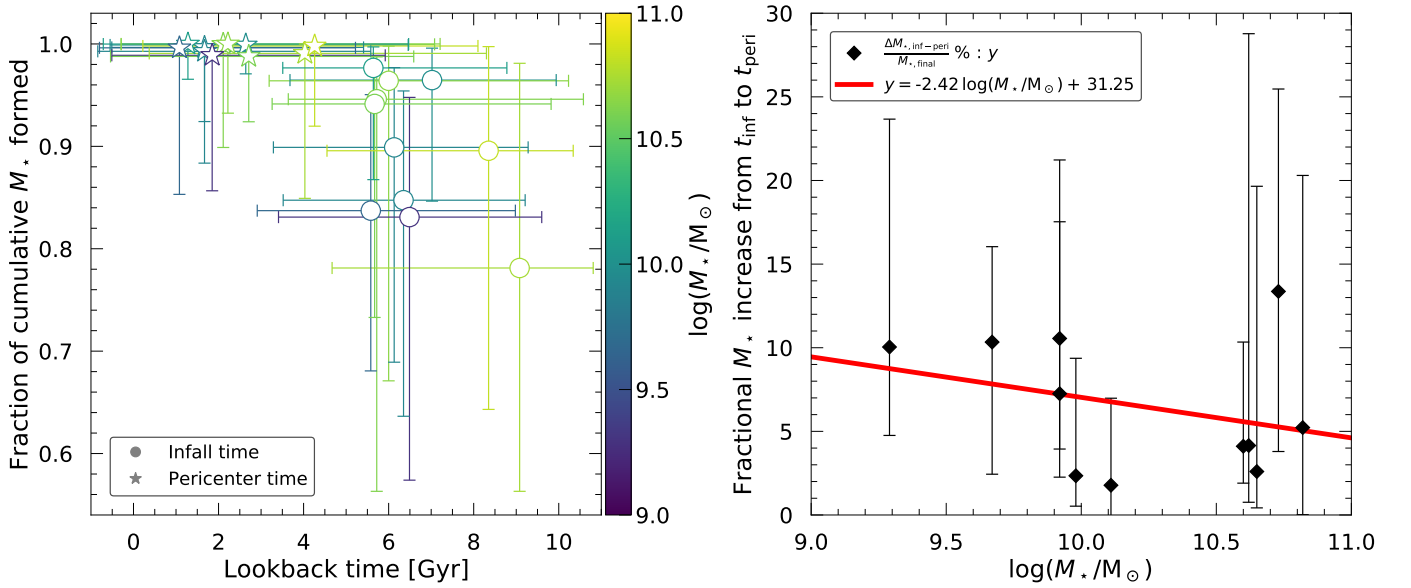 Fraction of cumulative M⋆ formed
1.0
0.9
0.8
0.7
0.6
Infall time
Pericenter time
0 2 4 6 8 10
Lookback time [Gyr]
11.0
10.5
10.0
9.5
9.0
log(M⋆/M⊙)
Fractional M⋆ increase from t_inf to t_peri
30
25
20
15
10
5
0
ΔM⋆,inf−peri / M⋆,final % : y
y = -2.42 log(M⋆/M⊙) + 31.25
9.0 9.5 10.0 10.5 11.0
log(M⋆/M⊙)